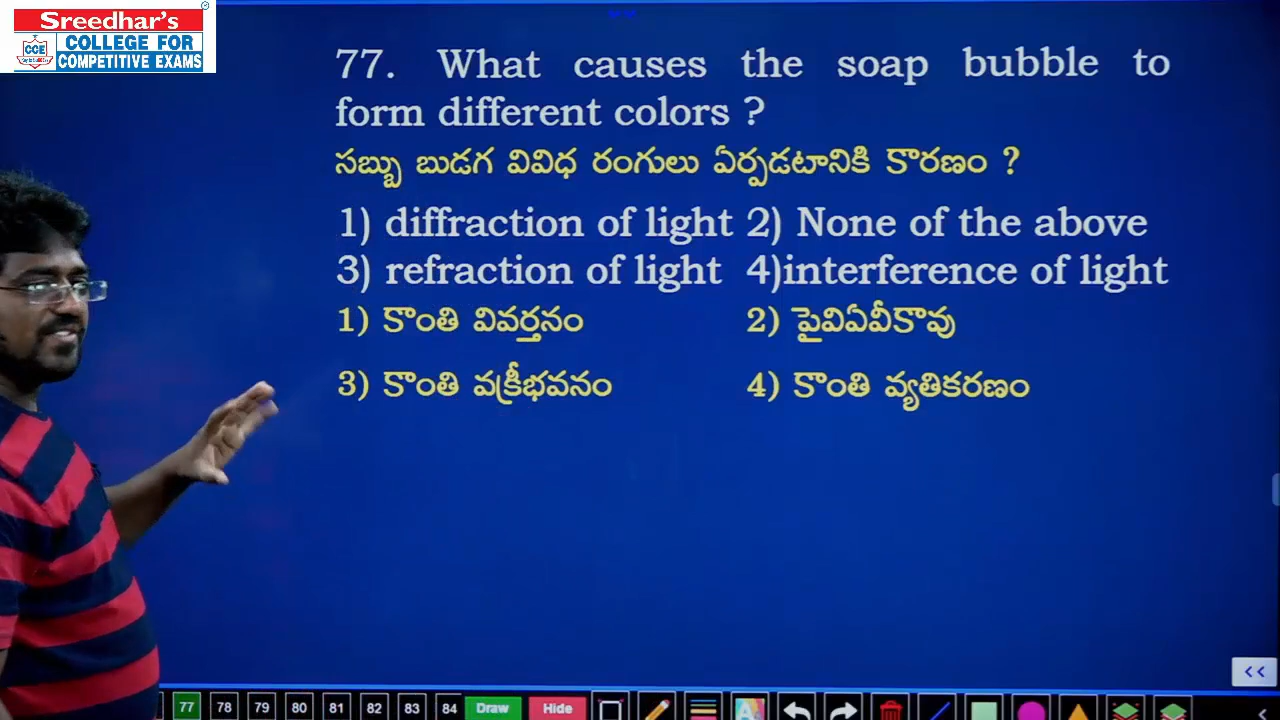 Sreedhar's
CCE
COLLEGE FOR
COMPETITIVE EXAMS
77. What causes the soap bubble to
form different colors ?
సబ్బు బుడగ వివిధ రంగులు ఏర్పడటానికి కారణం ?
1) diffraction of light 2) None of the above
3) refraction of light 4)interference of light
1) కాంతి వివర్తనం 2) పైవిఏవీకావు
3) కాంతి వక్రీభవనం 4) కాంతి వ్యతికరణం
<<
77 78 79 80 81 82 83 84 Draw Hide